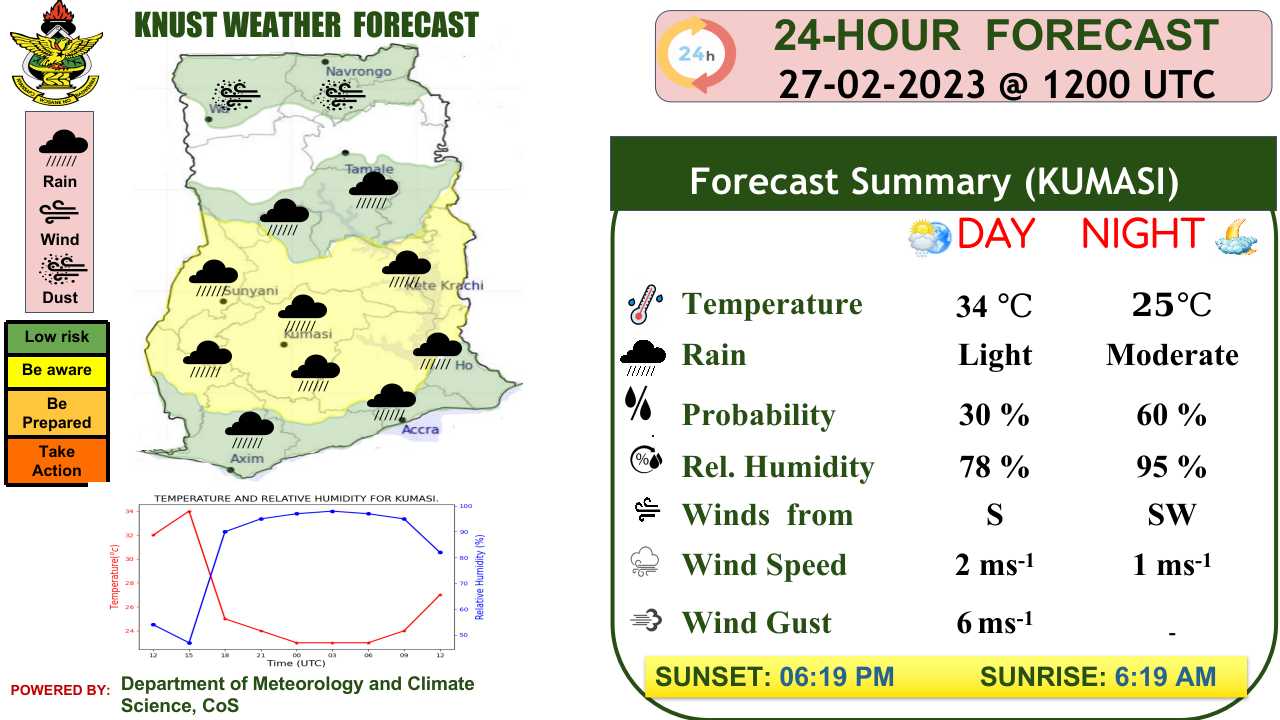 KNUST WEATHER FORECAST
24h
24-HOUR FORECAST
27-02-2023 @ 1200 UTC
Rain
Wind
Dust
Low risk
Be aware
Be
Prepared
Take
Action
Navrongo
Wa
Tamale
Kete Krachi
Sunyani
Kumasi
Ho
Accra
Axim
Forecast Summary (KUMASI)
DAY NIGHT
Temperature 34 °C 25°C
Rain Light Moderate
Probability 30 % 60 %
Rel. Humidity 78 % 95 %
Winds from S SW
Wind Speed 2 ms-1 1 ms-1
Wind Gust 6 ms-1 -
SUNSET: 06:19 PM SUNRISE: 6:19 AM
TEMPERATURE AND RELATIVE HUMIDITY FOR KUMASI.
Temperature(°c)
34
32
30
28
26
24
100
90
80
70
60
50
Relative Humidity (%)
12 15 18 21 00 03 06 09 12
Time (UTC)
POWERED BY: Department of Meteorology and Climate
Science, CoS